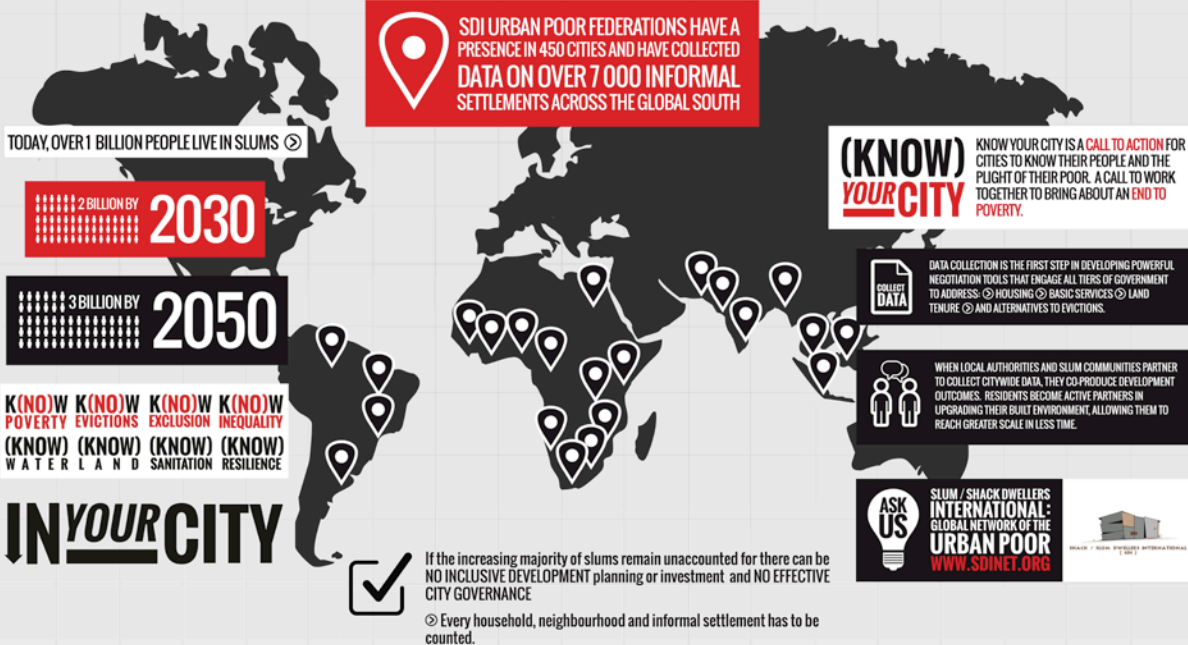 SDI URBAN POOR FEDERATIONS HAVE A
PRESENCE IN 450 CITIES AND HAVE COLLECTED
DATA ON OVER 7 000 INFORMAL
SETTLEMENTS ACROSS THE GLOBAL SOUTH
TODAY, OVER 1 BILLION PEOPLE LIVE IN SLUMS
2 BILLION BY 2030
3 BILLION BY 2050
K(NO)W K(NO)W K(NO)W K(NO)W
POVERTY EVICTIONS EXCLUSION INEQUALITY
(KNOW) (KNOW) (KNOW) (KNOW)
WATER LAND SANITATION RESILIENCE
IN YOUR CITY
If the increasing majority of slums remain unaccounted for there can be
NO INCLUSIVE DEVELOPMENT planning or investment and NO EFFECTIVE
CITY GOVERNANCE
Every household, neighbourhood and informal settlement has to be
counted.
(KNOW)
YOUR CITY
KNOW YOUR CITY IS A CALL TO ACTION FOR
CITIES TO KNOW THEIR PEOPLE AND THE
PLIGHT OF THEIR POOR. A CALL TO WORK
TOGETHER TO BRING ABOUT AN END TO
POVERTY.
COLLECT
DATA
DATA COLLECTION IS THE FIRST STEP IN DEVELOPING POWERFUL
NEGOTIATION TOOLS THAT ENGAGE ALL TIERS OF GOVERNMENT
TO ADDRESS: HOUSING BASIC SERVICES LAND
TENURE AND ALTERNATIVES TO EVICTIONS.
WHEN LOCAL AUTHORITIES AND SLUM COMMUNITIES PARTNER
TO COLLECT CITYWIDE DATA, THEY CO-PRODUCE DEVELOPMENT
OUTCOMES. RESIDENTS BECOME ACTIVE PARTNERS IN
UPGRADING THEIR BUILT ENVIRONMENT, ALLOWING THEM TO
REACH GREATER SCALE IN LESS TIME.
ASK
US
SLUM / SHACK DWELLERS
INTERNATIONAL:
GLOBAL NETWORK OF THE
URBAN POOR
WWW.SDINET.ORG
SHACK / SLUM DWELLERS INTERNATIONAL
[ SDI ]